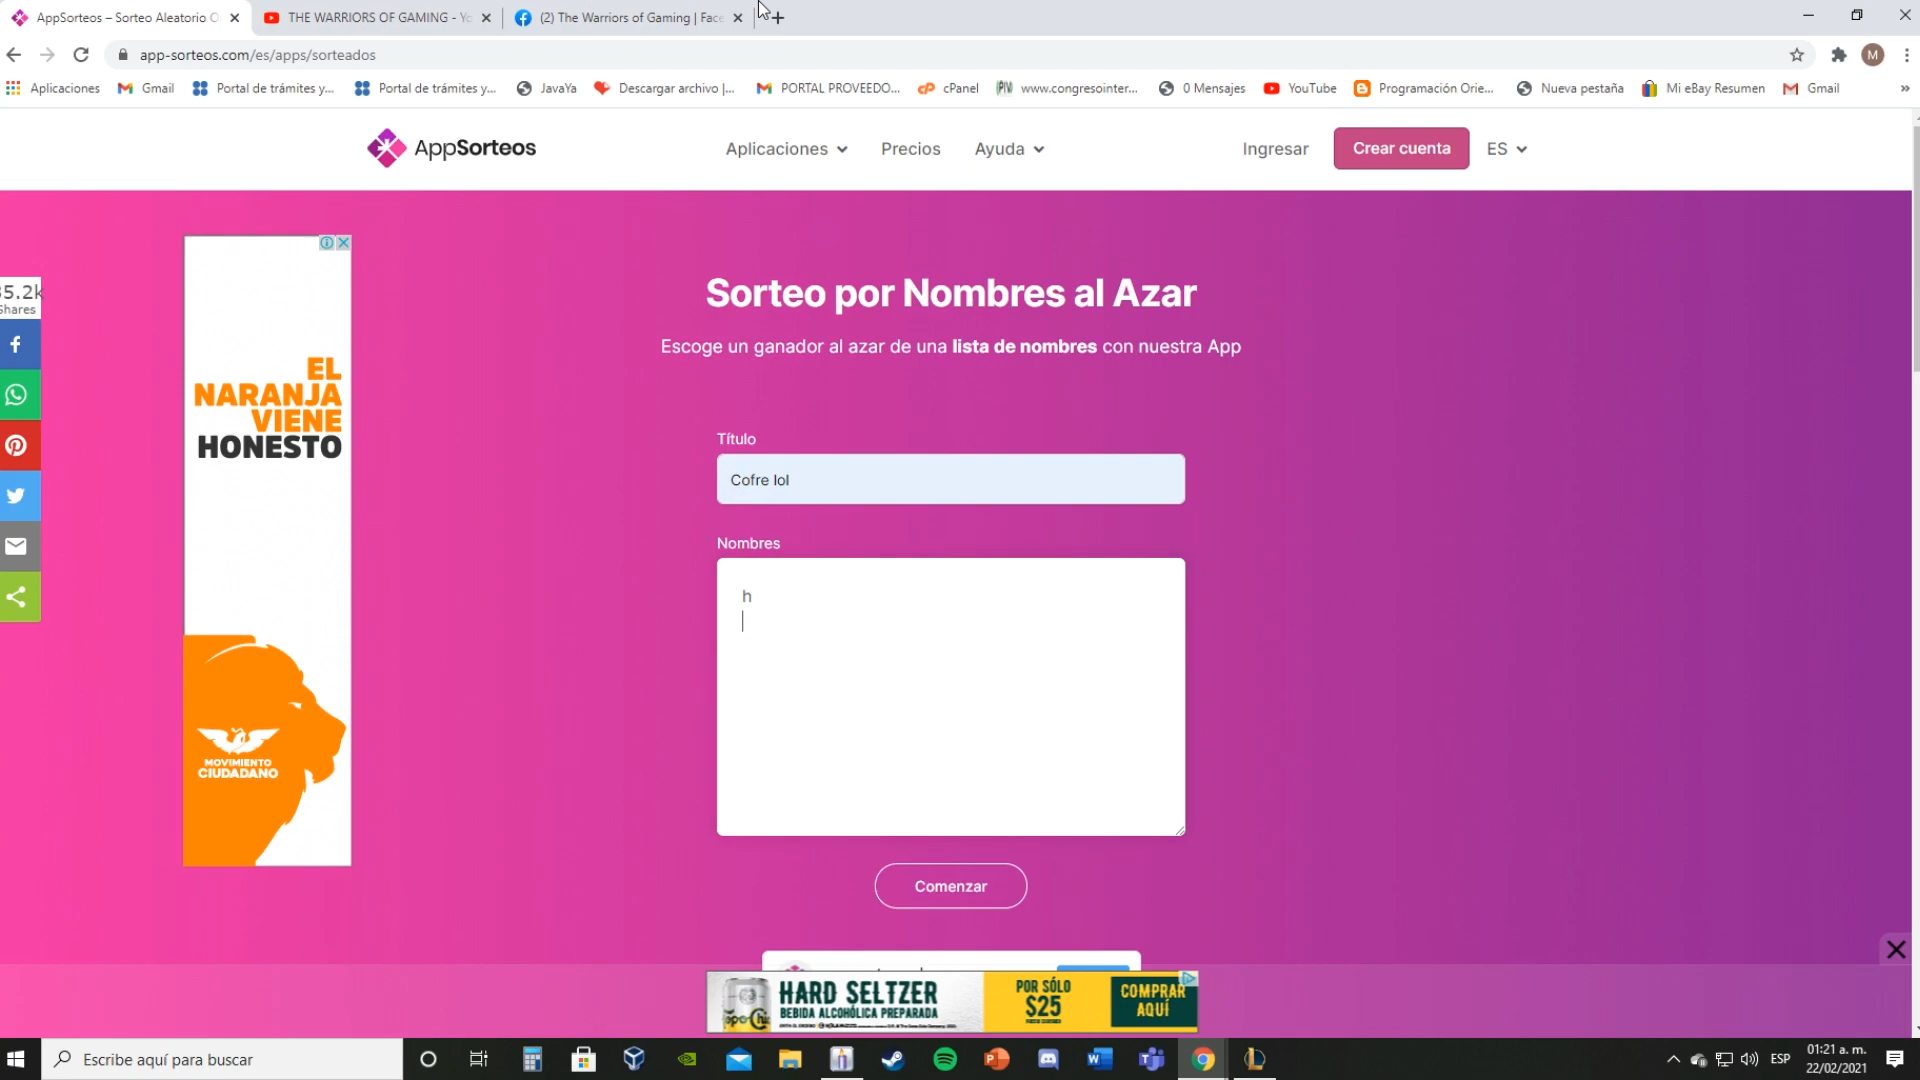 AppSorteos – Sorteo Aleatorio O
THE WARRIORS OF GAMING - Yo
(2) The Warriors of Gaming | Face
app-sorteos.com/es/apps/sorteados
M
Aplicaciones
Gmail
Portal de trámites y...
Portal de trámites y...
JavaYa
Descargar archivo |...
PORTAL PROVEEDO...
cPanel
www.congresointer...
0 Mensajes
YouTube
Programación Orie...
Nueva pestaña
Mi eBay Resumen
Gmail
AppSorteos
Aplicaciones
Precios
Ayuda
Ingresar
Crear cuenta
ES
35.2k
Shares
EL
NARANJA
VIENE
HONESTO
MOVIMIENTO
CIUDADANO
Sorteo por Nombres al Azar
Escoge un ganador al azar de una lista de nombres con nuestra App
Título
Cofre lol
Nombres
h
Comenzar
HARD SELTZER
BEBIDA ALCOHÓLICA PREPARADA
POR SÓLO
$25
COMPRAR
AQUÍ
Escribe aquí para buscar
ESP
01:21 a. m.
22/02/2021